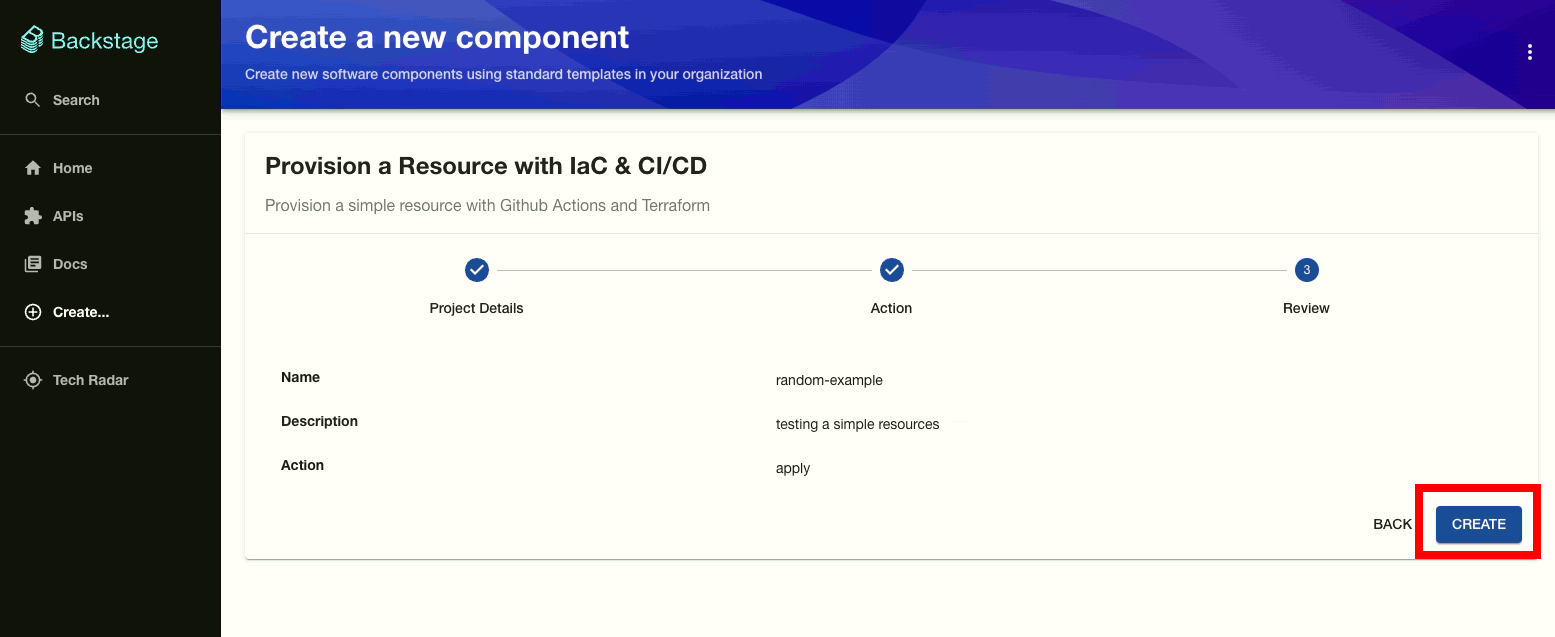 Backstage
Search
Home
APIs
Docs
Create...
Tech Radar
Create a new component
Create new software components using standard templates in your organization
Provision a Resource with IaC & CI/CD
Provision a simple resource with Github Actions and Terraform
3
Project Details Action Review
Name random-example
Description testing a simple resources
Action apply
BACK CREATE